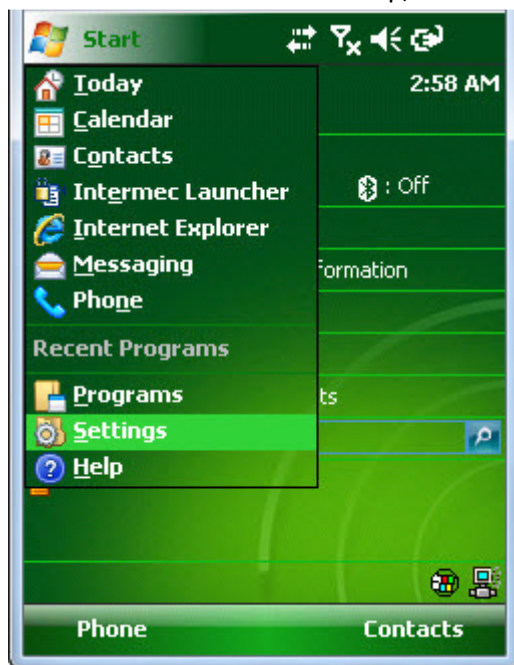 Start
Today
2:58 AM
Calendar
Contacts
Intermec Launcher
: Off
Internet Explorer
Messaging
formation
Phone
Recent Programs
Programs
ts
Settings
Help
Phone
Contacts